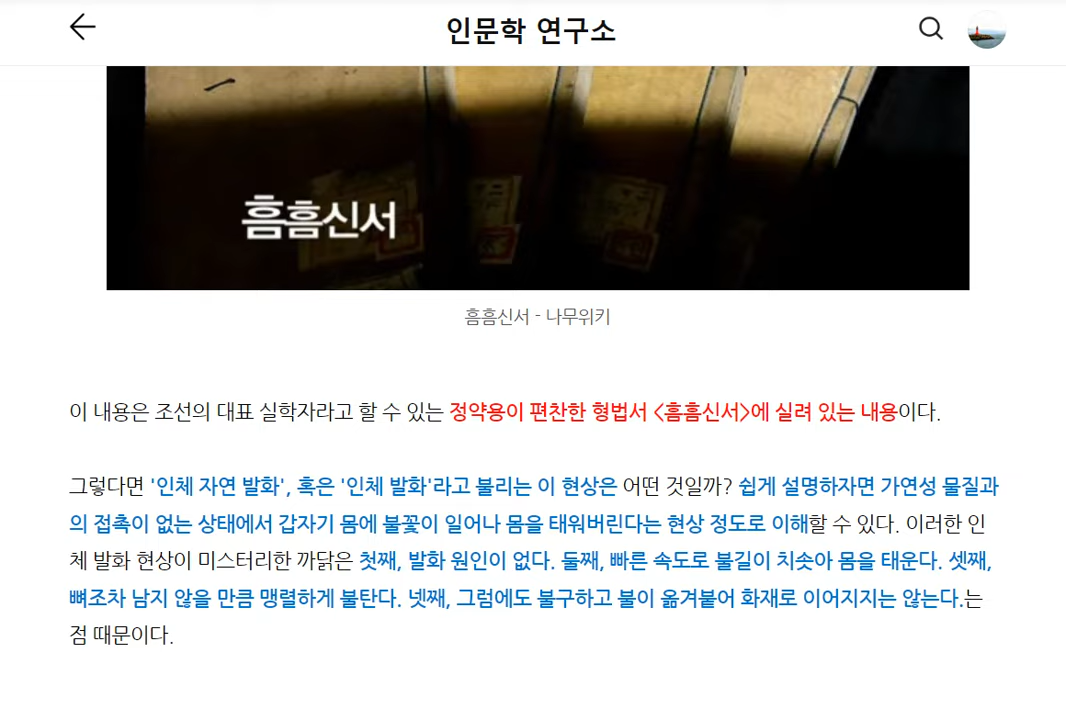 인문학 연구소
흠흠신서
흠흠신서 - 나무위키
이 내용은 조선의 대표 실학자라고 할 수 있는 정약용이 편찬한 형법서 <흠흠신서>에 실려 있는 내용이다.
그렇다면 '인체 자연 발화', 혹은 '인체 발화'라고 불리는 이 현상은 어떤 것일까? 쉽게 설명하자면 가연성 물질과
의 접촉이 없는 상태에서 갑자기 몸에 불꽃이 일어나 몸을 태워버린다는 현상 정도로 이해할 수 있다. 이러한 인
체 발화 현상이 미스터리한 까닭은 첫째, 발화 원인이 없다. 둘째, 빠른 속도로 불길이 치솟아 몸을 태운다. 셋째,
뼈조차 남지 않을 만큼 맹렬하게 불탄다. 넷째, 그럼에도 불구하고 불이 옮겨붙어 화재로 이어지지는 않는다.는
점 때문이다.